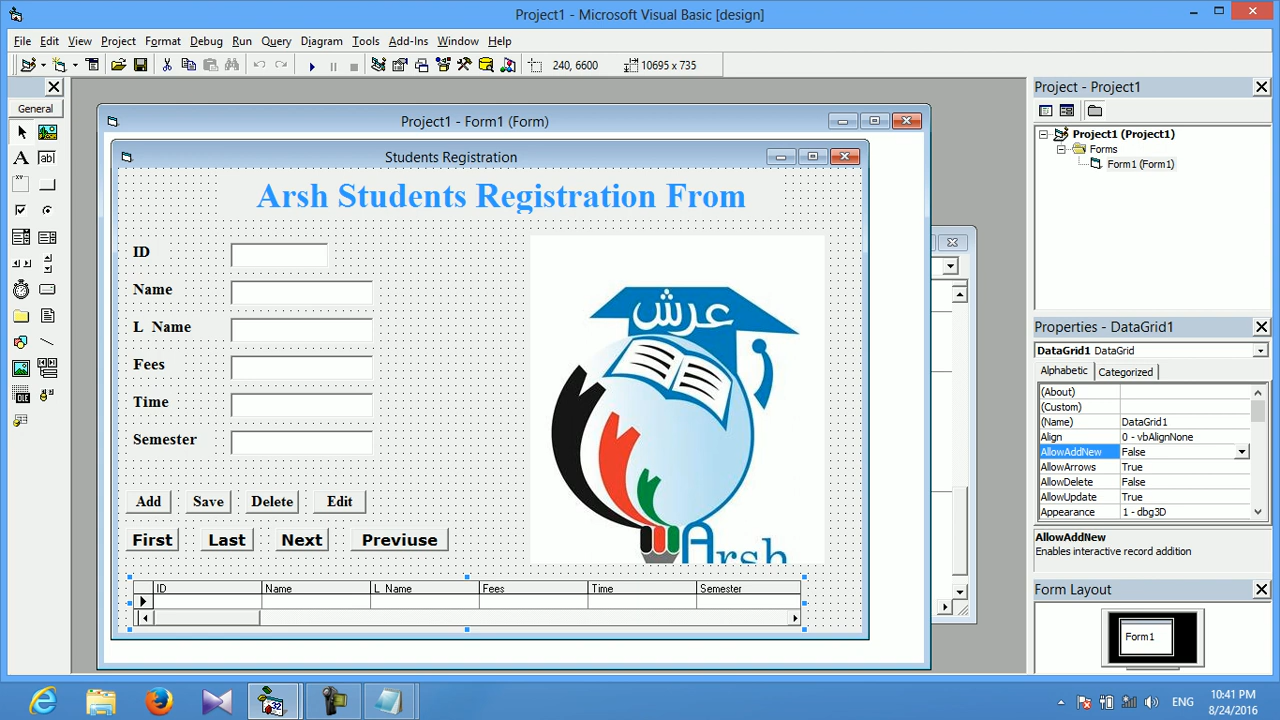 Project1 - Microsoft Visual Basic [design]
File Edit View Project Format Debug Run Query Diagram Tools Add-Ins Window Help
240, 6600 10695 x 735
General
Project1 - Form1 (Form)
Students Registration
Arsh Students Registration From
ID
Name
L Name
Fees
Time
Semester
عرش
Arsh
Add Save Delete Edit
First Last Next Previuse
ID Name L Name Fees Time Semester
Project - Project1
Project1 (Project1)
Forms
Form1 (Form1)
Properties - DataGrid1
DataGrid1 DataGrid
Alphabetic Categorized
(About)
(Custom)
(Name) DataGrid1
Align 0 - vbAlignNone
AllowAddNew False
AllowArrows True
AllowDelete False
AllowUpdate True
Appearance 1 - dbg3D
AllowAddNew
Enables interactive record addition
Form Layout
Form1
ENG
10:41 PM
8/24/2016